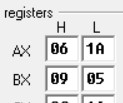 registers
H L
AX 06 1A
BX 09 05